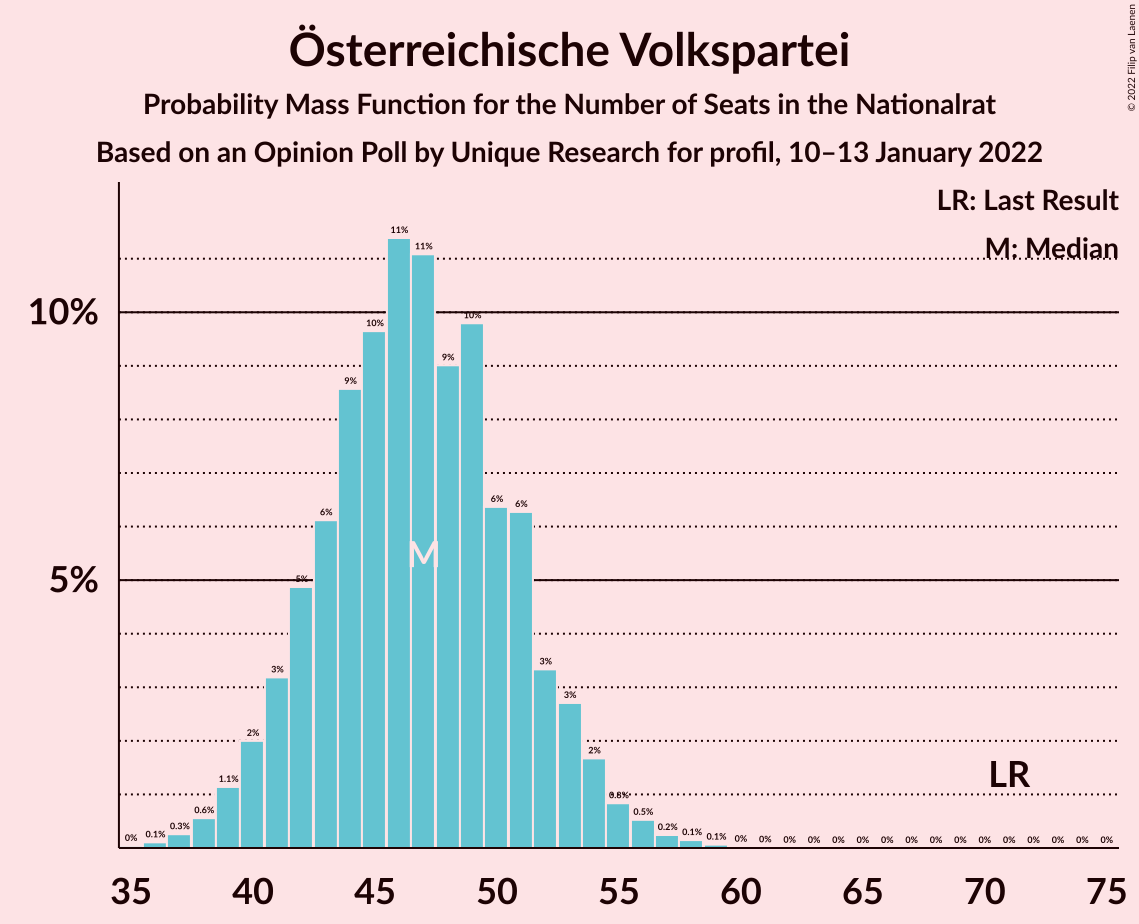 Österreichische Volkspartei
Probability Mass Function for the Number of Seats in the Nationalrat
Based on an Opinion Poll by Unique Research for profil, 10–13 January 2022
© 2022 Filip van Laenen
LR: Last Result
M: Median
10%
5%
0% 0.1% 0.3% 0.6% 1.1% 2% 3% 5% 6% 9% 10% 11% 11% 9% 10% 6% 6% 3% 3% 2% 0.8% 0.5% 0.2% 0.1% 0.1% 0% 0% 0% 0% 0% 0% 0% 0% 0% 0% 0% 0% 0% 0% 0% 0%
M
LR
35 40 45 50 55 60 65 70 75